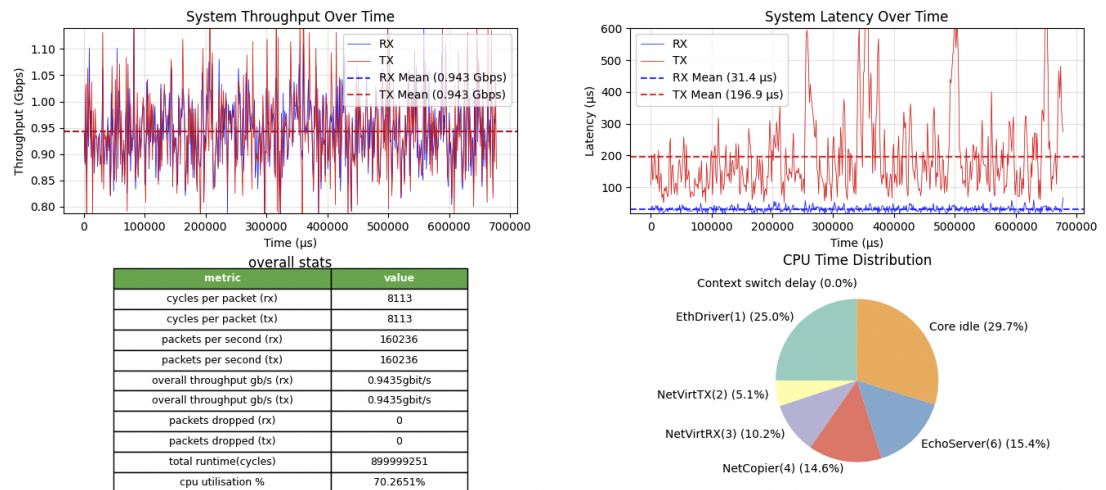 System Throughput Over Time
Throughput (Gbps)
1.10
1.05
1.00
0.95
0.90
0.85
0.80
RX
TX
RX Mean (0.943 Gbps)
TX Mean (0.943 Gbps)
0 100000 200000 300000 400000 500000 600000 700000
Time (µs)
System Latency Over Time
Latency (µs)
600
500
400
300
200
100
RX
TX
RX Mean (31.4 µs)
TX Mean (196.9 µs)
0 100000 200000 300000 400000 500000 600000 700000
Time (µs)
overall stats
metric value
cycles per packet (rx) 8113
cycles per packet (tx) 8113
packets per second (rx) 160236
packets per second (tx) 160236
overall throughput gb/s (rx) 0.9435gbit/s
overall throughput gb/s (tx) 0.9435gbit/s
packets dropped (rx) 0
packets dropped (tx) 0
total runtime(cycles) 899999251
cpu utilisation % 70.2651%
CPU Time Distribution
Context switch delay (0.0%)
EthDriver(1) (25.0%)
Core idle (29.7%)
NetVirtTX(2) (5.1%)
NetVirtRX(3) (10.2%)
EchoServer(6) (15.4%)
NetCopier(4) (14.6%)